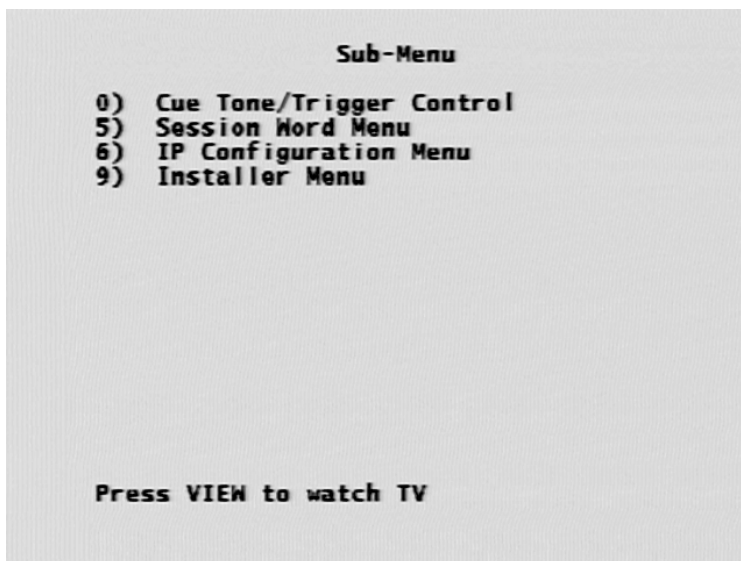 Sub-Menu
0) Cue Tone/Trigger Control
5) Session Word Menu
6) IP Configuration Menu
9) Installer Menu
Press VIEW to watch TV